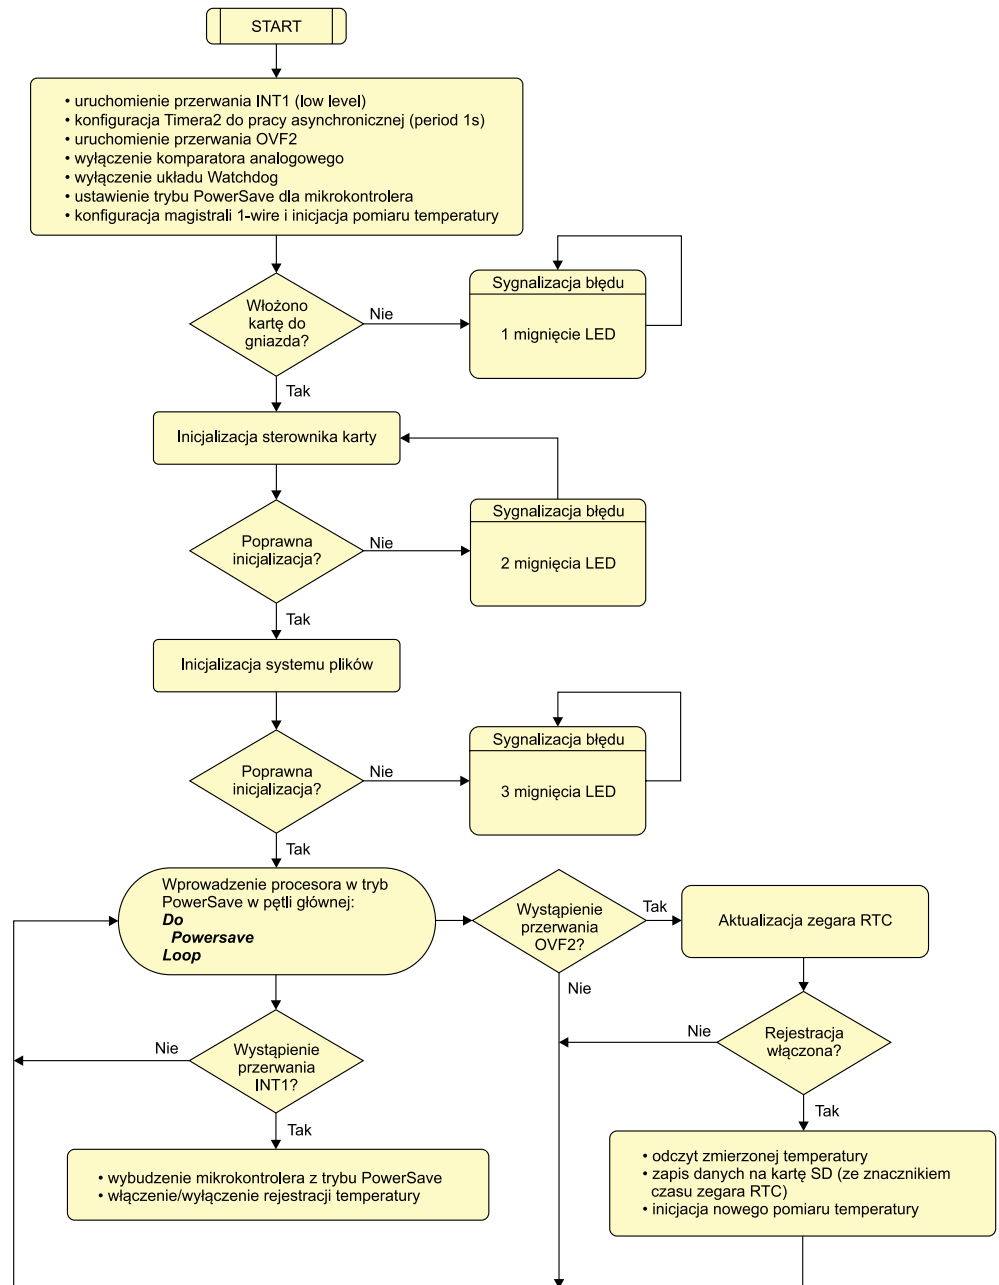 START
• uruchomienie przerwania INT1 (low level)
• konfiguracja Timera2 do pracy asynchronicznej (period 1s)
• uruchomienie przerwania OVF2
• wyłączenie komparatora analogowego
• wyłączenie układu Watchdog
• ustawienie trybu PowerSave dla mikrokontrolera
• konfiguracja magistrali 1-wire i inicjacja pomiaru temperatury
Włożono
kartę do
gniazda?
Nie
Sygnalizacja błędu
1 mignięcie LED
Tak
Inicjalizacja sterownika karty
Poprawna
inicjalizacja?
Nie
Sygnalizacja błędu
2 mignięcia LED
Tak
Inicjalizacja systemu plików
Poprawna
inicjalizacja?
Nie
Sygnalizacja błędu
3 mignięcia LED
Tak
Wprowadzenie procesora w tryb
PowerSave w pętli głównej:
Do
Powersave
Loop
Wystąpienie
przerwania
OVF2?
Tak
Aktualizacja zegara RTC
Nie
Rejestracja
włączona?
Nie
Tak
Wystąpienie
przerwania
INT1?
Nie
Tak
• wybudzenie mikrokontrolera z trybu PowerSave
• włączenie/wyłączenie rejestracji temperatury
• odczyt zmierzonej temperatury
• zapis danych na kartę SD (ze znacznikiem
czasu zegara RTC)
• inicjacja nowego pomiaru temperatury